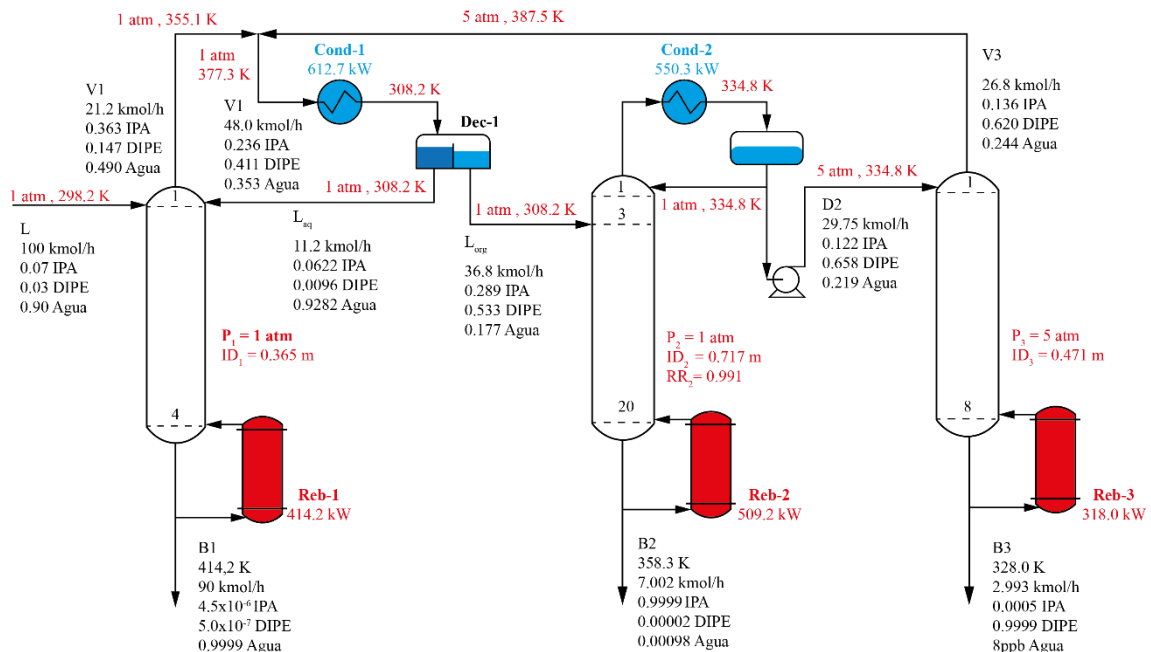 1 atm , 355.1 K
5 atm , 387.5 K
1 atm
377.3 K
Cond-1
612.7 kW
308.2 K
Cond-2
550.3 kW
334.8 K
V1
21.2 kmol/h
0.363 IPA
0.147 DIPE
0.490 Agua
V1
48.0 kmol/h
0.236 IPA
0.411 DIPE
0.353 Agua
Dec-1
V3
26.8 kmol/h
0.136 IPA
0.620 DIPE
0.244 Agua
1 atm , 298.2 K
1
1 atm , 308.2 K
1 atm , 308.2 K
1
3
1 atm , 334.8 K
5 atm , 334.8 K
1
L
100 kmol/h
0.07 IPA
0.03 DIPE
0.90 Agua
Laq
11.2 kmol/h
0.0622 IPA
0.0096 DIPE
0.9282 Agua
Lorg
36.8 kmol/h
0.289 IPA
0.533 DIPE
0.177 Agua
D2
29.75 kmol/h
0.122 IPA
0.658 DIPE
0.219 Agua
P1 = 1 atm
ID1 = 0.365 m
P2 = 1 atm
ID2 = 0.717 m
RR2= 0.991
P3 = 5 atm
ID3 = 0.471 m
4
20
8
Reb-1
414.2 kW
Reb-2
509.2 kW
Reb-3
318.0 kW
B1
414,2 K
90 kmol/h
4.5x10-6 IPA
5.0x10-7 DIPE
0.9999 Agua
B2
358.3 K
7.002 kmol/h
0.9999 IPA
0.00002 DIPE
0.00098 Agua
B3
328.0 K
2.993 kmol/h
0.0005 IPA
0.9999 DIPE
8ppb Agua